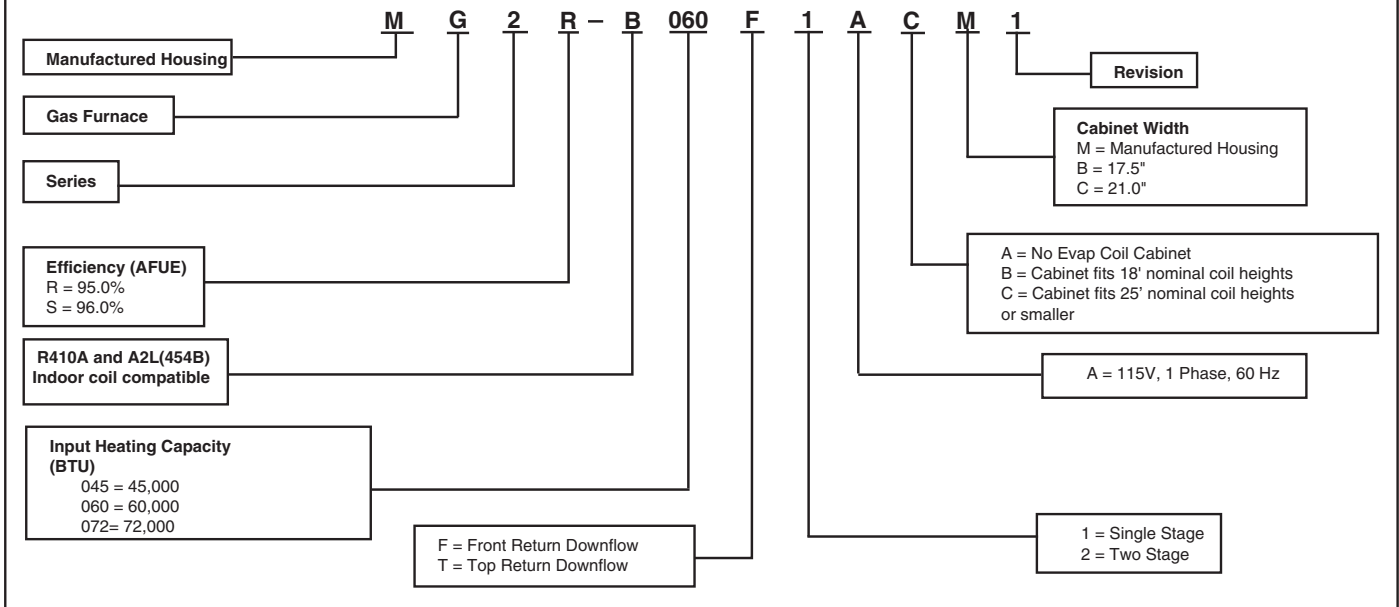 M G 2 R – B 060 F 1 A C M 1
Manufactured Housing
Gas Furnace
Series
Efficiency (AFUE)
R = 95.0%
S = 96.0%
R410A and A2L(454B)
Indoor coil compatible
Input Heating Capacity
(BTU)
045 = 45,000
060 = 60,000
072= 72,000
F = Front Return Downflow
T = Top Return Downflow
Revision
Cabinet Width
M = Manufactured Housing
B = 17.5"
C = 21.0"
A = No Evap Coil Cabinet
B = Cabinet fits 18' nominal coil heights
C = Cabinet fits 25’ nominal coil heights
or smaller
A = 115V, 1 Phase, 60 Hz
1 = Single Stage
2 = Two Stage